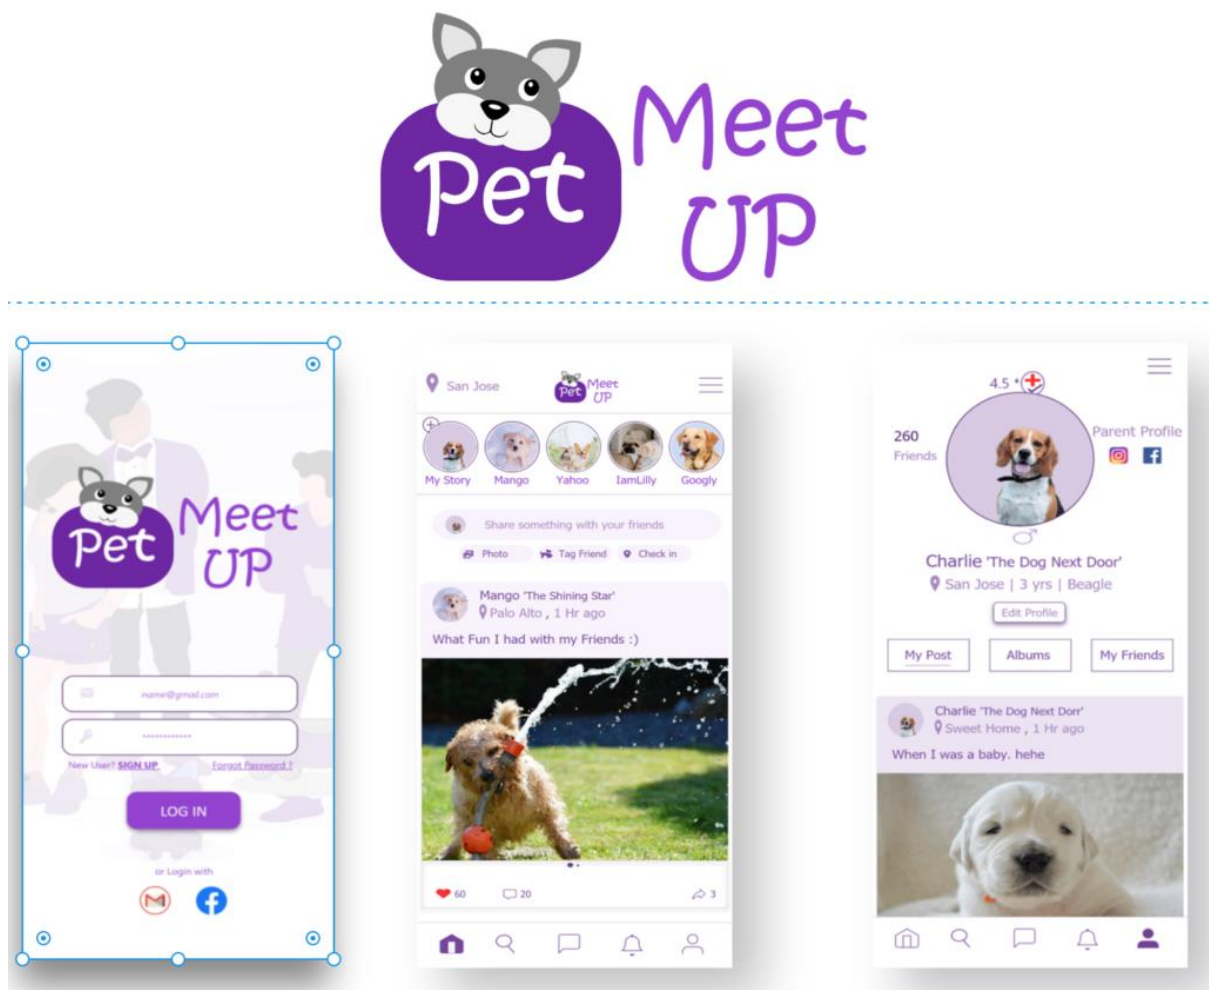 Pet Meet UP
Pet Meet UP
name@gmail.com
************
New User? SIGN UP
Forgot Password ?
LOG IN
or Login with
San Jose
Pet Meet UP
My Story
Mango
Yahoo
IamLilly
Googly
Share something with your friends
Photo
Tag Friend
Check in
Mango 'The Shining Star'
Palo Alto , 1 Hr ago
What Fun I had with my Friends :)
60
20
3
4.5 *
260
Friends
Parent Profile
Charlie 'The Dog Next Door'
San Jose | 3 yrs | Beagle
Edit Profile
My Post
Albums
My Friends
Charlie 'The Dog Next Dorr'
Sweet Home , 1 Hr ago
When I was a baby. hehe